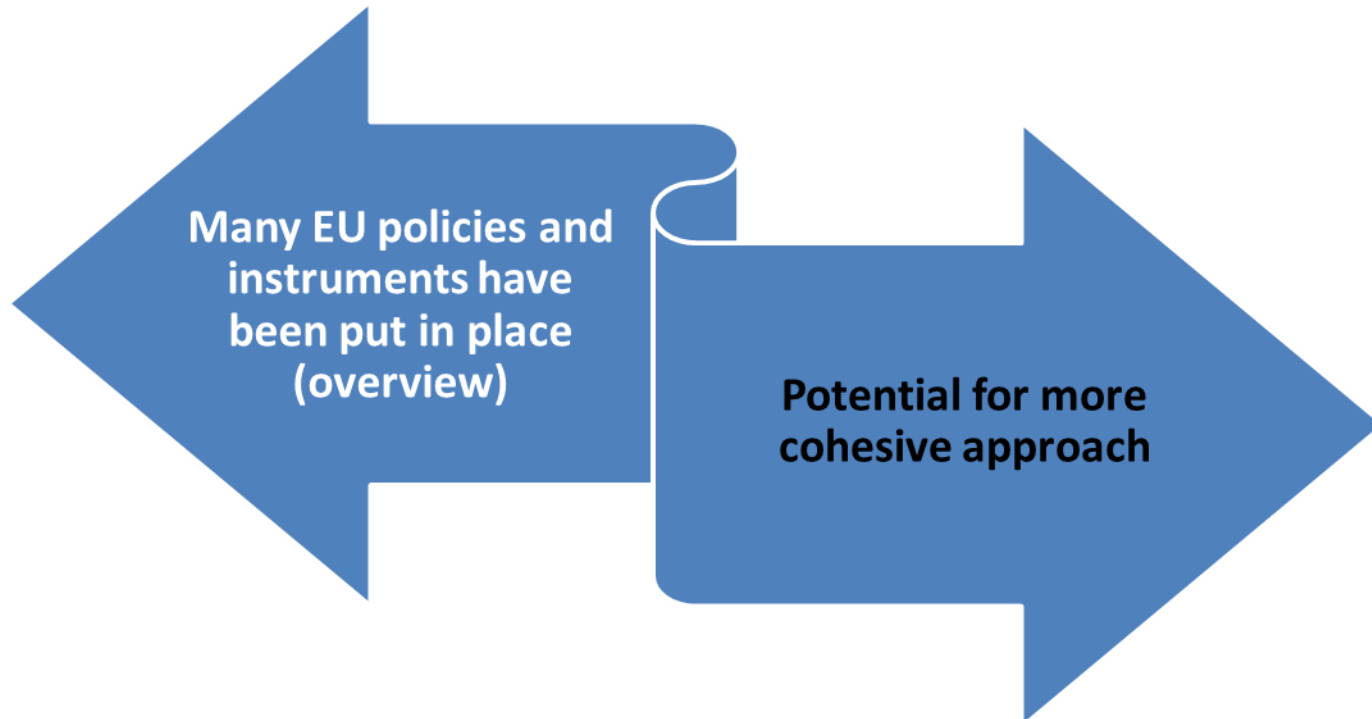 Many EU policies and
instruments have
been put in place
(overview)
Potential for more
cohesive approach